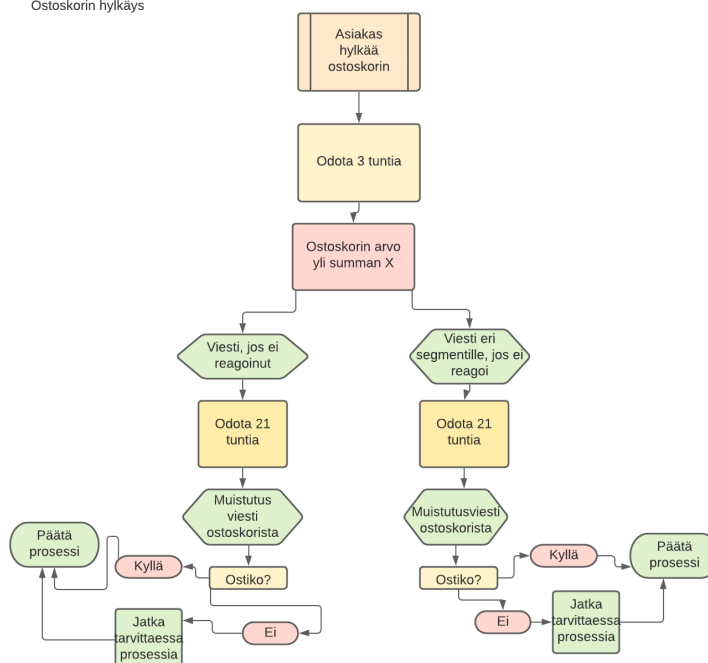 Ostoskorin hylkäys
Asiakas
hylkää
ostoskorin
Odota 3 tuntia
Ostoskorin arvo
yli summan X
Viesti, jos ei
reagoinut
Viesti eri
segmentille, jos ei
reagoi
Odota 21
tuntia
Odota 21
tuntia
Muistutus
viesti
ostoskorista
Muistutusviesti
ostoskorista
Päätä
prosessi
Kyllä
Ostiko?
Ostiko?
Kyllä
Päätä
prosessi
Jatka
tarvittaessa
prosessia
Ei
Ei
Jatka
tarvittaessa
prosessia